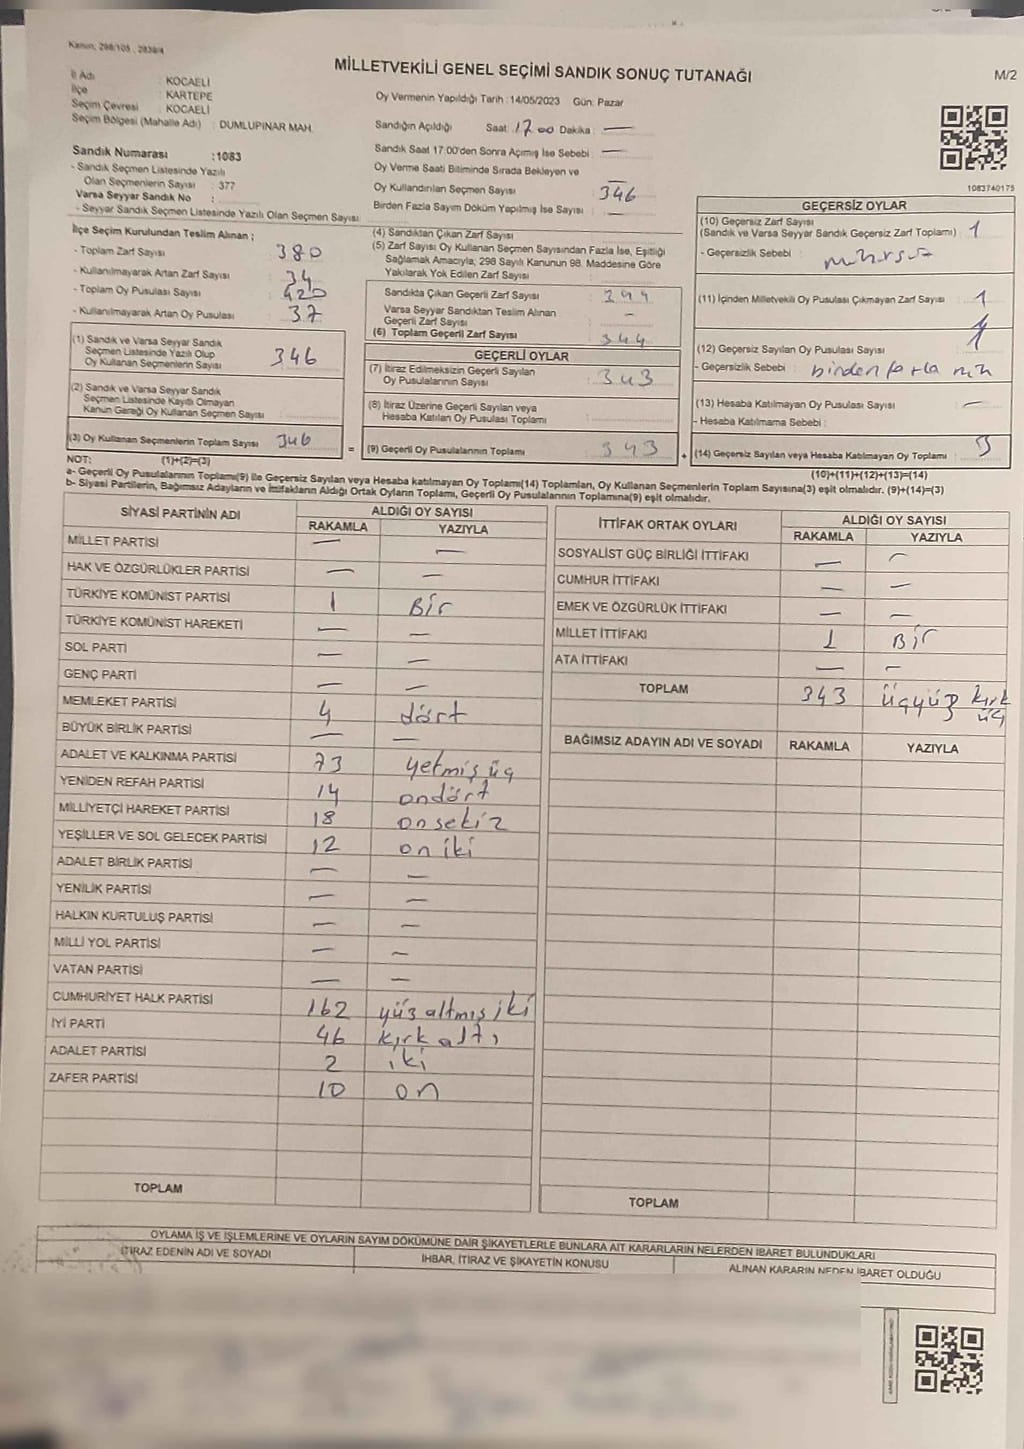 Kanun; 298/105 , 2839/4
MİLLETVEKİLİ GENEL SEÇİMİ SANDIK SONUÇ TUTANAĞI
M/2
İl Adı : KOCAELİ
İlçe : KARTEPE
Seçim Çevresi : KOCAELİ
Seçim Bölgesi (Mahalle Adı) : DUMLUPINAR MAH.
Oy Vermenin Yapıldığı Tarih :14/05/2023 Gün: Pazar
Sandığın Açıldığı Saat: 17 00 Dakika : —
Sandık Saat 17:00'den Sonra Açımış İse Sebebi : —
Oy Verme Saati Bitiminde Sırada Bekleyen ve —
Oy Kullandırılan Seçmen Sayısı 346
Birden Fazla Sayım Döküm Yapılmış İse Sayısı : —
Sandık Numarası :1083
- Sandık Seçmen Listesinde Yazılı
Olan Seçmenlerin Sayısı : 377
Varsa Seyyar Sandık No :
- Seyyar Sandık Seçmen Listesinde Yazılı Olan Seçmen Sayısı
1083740175
İlçe Seçim Kurulundan Teslim Alınan ;
- Toplam Zarf Sayısı : 380
- Kullanılmayarak Artan Zarf Sayısı : 34
- Toplam Oy Pusulası Sayısı : 420
- Kullanılmayarak Artan Oy Pusulası : 37
(1) Sandık ve Varsa Seyyar Sandık
Seçmen Listesinde Yazılı Olup
Oy Kullanan Seçmenlerin Sayısı 346
(2) Sandık ve Varsa Seyyar Sandık
Seçmen Listesinde Kayıtlı Olmayan
Kanun Gereği Oy Kullanan Seçmen Sayısı
(3) Oy Kullanan Seçmenlerin Toplam Sayısı 346
(4) Sandıktan Çıkan Zarf Sayısı :
(5) Zarf Sayısı Oy Kullanan Seçmen Sayısından Fazla İse, Eşitliği
Sağlamak Amacıyla, 298 Sayılı Kanunun 98. Maddesine Göre
Yakılarak Yok Edilen Zarf Sayısı :
Sandıkta Çıkan Geçerli Zarf Sayısı : 344
Varsa Seyyar Sandıktan Teslim Alınan
Geçerli Zarf Sayısı : –
(6) Toplam Geçerli Zarf Sayısı : 344
GEÇERLİ OYLAR
(7) İtiraz Edilmeksizin Geçerli Sayılan
Oy Pusulalarının Sayısı : 343
(8) İtiraz Üzerine Geçerli Sayılan veya
Hesaba Katılan Oy Pusulası Toplamı :
= (9) Geçerli Oy Pusulalarının Toplamı : 343 +
GEÇERSİZ OYLAR
(10) Geçersiz Zarf Sayısı
(Sandık ve Varsa Seyyar Sandık Geçersiz Zarf Toplamı) 1
- Geçersizlik Sebebi : mühürsüz
(11) İçinden Milletvekili Oy Pusulası Çıkmayan Zarf Sayısı 1
(12) Geçersiz Sayılan Oy Pusulası Sayısı 1
- Geçersizlik Sebebi : birden fazla müh
(13) Hesaba Katılmayan Oy Pusulası Sayısı : —
- Hesaba Katılmama Sebebi :
(14) Geçersiz Sayılan veya Hesaba Katılmayan Oy Toplamı : 3
NOT: (1)+(2)=(3) (10)+(11)+(12)+(13)=(14)
a- Geçerli Oy Pusulalarının Toplamı(9) ile Geçersiz Sayılan veya Hesaba katılmayan Oy Toplamı(14) Toplamları, Oy Kullanan Seçmenlerin Toplam Sayısına(3) eşit olmalıdır. (9)+(14)=(3)
b- Siyasi Partilerin, Bağımsız Adayların ve İttifakların Aldığı Ortak Oyların Toplamı, Geçerli Oy Pusulalarının Toplamına(9) eşit olmalıdır.
SİYASİ PARTİNİN ADI ALDIĞI OY SAYISI
RAKAMLA YAZIYLA
MİLLET PARTİSİ — —
HAK VE ÖZGÜRLÜKLER PARTİSİ — —
TÜRKİYE KOMÜNİST PARTİSİ 1 Bir
TÜRKİYE KOMÜNİST HAREKETİ — —
SOL PARTİ — —
GENÇ PARTİ — —
MEMLEKET PARTİSİ 4 dört
BÜYÜK BİRLİK PARTİSİ — —
ADALET VE KALKINMA PARTİSİ 73 yetmiş üç
YENİDEN REFAH PARTİSİ 14 ondört
MİLLİYETÇİ HAREKET PARTİSİ 18 onsekiz
YEŞİLLER VE SOL GELECEK PARTİSİ 12 on iki
ADALET BİRLİK PARTİSİ — —
YENİLİK PARTİSİ — —
HALKIN KURTULUŞ PARTİSİ — —
MİLLİ YOL PARTİSİ — —
VATAN PARTİSİ — —
CUMHURİYET HALK PARTİSİ 162 yüz altmış iki
İYİ PARTİ 46 kırk altı
ADALET PARTİSİ 2 iki
ZAFER PARTİSİ 10 on
TOPLAM
İTTİFAK ORTAK OYLARI ALDIĞI OY SAYISI
RAKAMLA YAZIYLA
SOSYALİST GÜÇ BİRLİĞİ İTTİFAKI — —
CUMHUR İTTİFAKI — —
EMEK VE ÖZGÜRLÜK İTTİFAKI — —
MİLLET İTTİFAKI 1 Bir
ATA İTTİFAKI — —
TOPLAM 343 üçyüz kırk
üç
BAĞIMSIZ ADAYIN ADI VE SOYADI RAKAMLA YAZIYLA
TOPLAM
OYLAMA İŞ VE İŞLEMLERİNE VE OYLARIN SAYIM DÖKÜMÜNE DAİR ŞİKAYETLERLE BUNLARA AİT KARARLARIN NELERDEN İBARET BULUNDUKLARI
İTİRAZ EDENİN ADI VE SOYADI İHBAR, İTİRAZ VE ŞİKAYETİN KONUSU ALINAN KARARIN NEDEN İBARET OLDUĞU